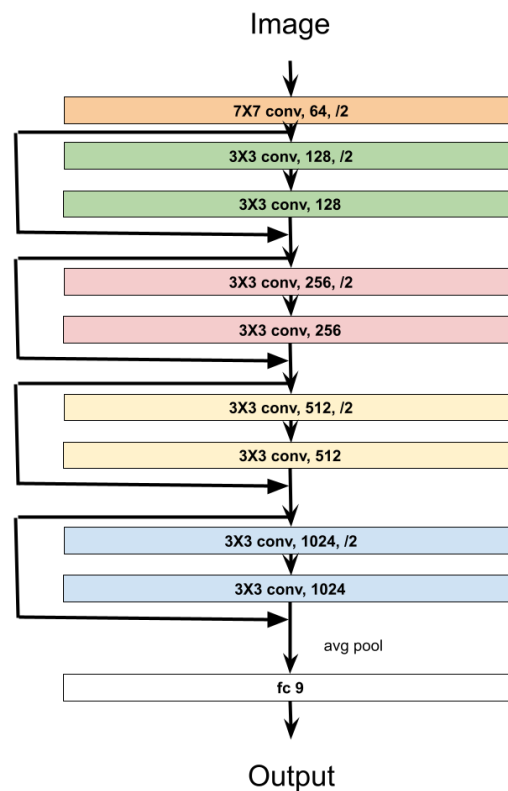 Image
7X7 conv, 64, /2
3X3 conv, 128, /2
3X3 conv, 128
3X3 conv, 256, /2
3X3 conv, 256
3X3 conv, 512, /2
3X3 conv, 512
3X3 conv, 1024, /2
3X3 conv, 1024
avg pool
fc 9
Output